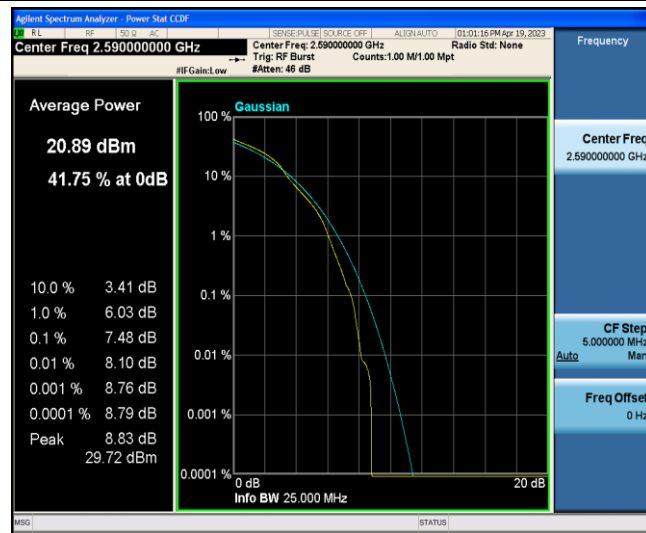 Agilent Spectrum Analyzer - Power Stat CCDF
RL RF 50 Ω AC SENSE:PULSE SOURCE OFF ALIGN AUTO 01:01:16 PM Apr 19, 2023
Center Freq 2.590000000 GHz
Center Freq: 2.590000000 GHz Radio Std: None
Trig: RF Burst Counts:1.00 M/1.00 Mpt
#IFGain:Low #Atten: 46 dB
Frequency
Average Power
20.89 dBm
41.75 % at 0dB
10.0 % 3.41 dB
1.0 % 6.03 dB
0.1 % 7.48 dB
0.01 % 8.10 dB
0.001 % 8.76 dB
0.0001 % 8.79 dB
Peak 8.83 dB
29.72 dBm
Gaussian
100 %
10 %
1 %
0.1 %
0.01 %
0.001 %
0.0001 %
0 dB 20 dB
Info BW 25.000 MHz
Center Freq
2.590000000 GHz
CF Step
5.000000 MHz
Auto Man
Freq Offset
0 Hz
MSG STATUS